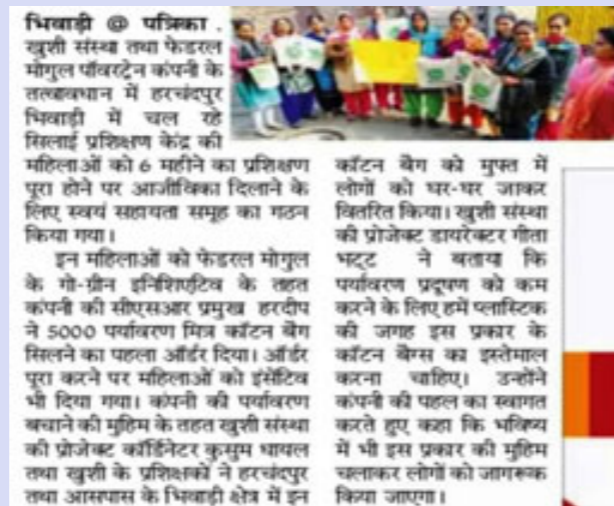 भिवाड़ी @ पत्रिका .
खुशी संस्था तथा फेडरल
मोगुल पॉवरट्रेन कंपनी के
तत्वावधान में हरचंदपुर
भिवाड़ी में चल रहे
सिलाई प्रशिक्षण केंद्र की
महिलाओं को 6 महीने का प्रशिक्षण
पूरा होने पर आजीविका दिलाने के
लिए स्वयं सहायता समूह का गठन
किया गया।
इन महिलाओं को फेडरल मोगुल
के गो-ग्रीन इनिशिएटिव के तहत
कंपनी की सीएसआर प्रमुख हरदीप
ने 5000 पर्यावरण मित्र कॉटन बैग
सिलने का पहला ऑर्डर दिया। ऑर्डर
पूरा करने पर महिलाओं को इंसेंटिव
भी दिया गया। कंपनी की पर्यावरण
बचाने की मुहिम के तहत खुशी संस्था
की प्रोजेक्ट कॉर्डिनेटर कुसुम धायल
तथा खुशी के प्रशिक्षकों ने हरचंदपुर
तथा आसपास के भिवाड़ी क्षेत्र में इन
कॉटन बैग को मुफ्त में
लोगों को घर-घर जाकर
वितरित किया। खुशी संस्था
की प्रोजेक्ट डायरेक्टर गीता
भट्ट ने बताया कि
पर्यावरण प्रदूषण को कम
करने के लिए हमें प्लास्टिक
की जगह इस प्रकार के
कॉटन बैग्स का इस्तेमाल
करना चाहिए। उन्होंने
कंपनी की पहल का स्वागत
करते हुए कहा कि भविष्य
में भी इस प्रकार की मुहिम
चलाकर लोगों को जागरूक
किया जाएगा।